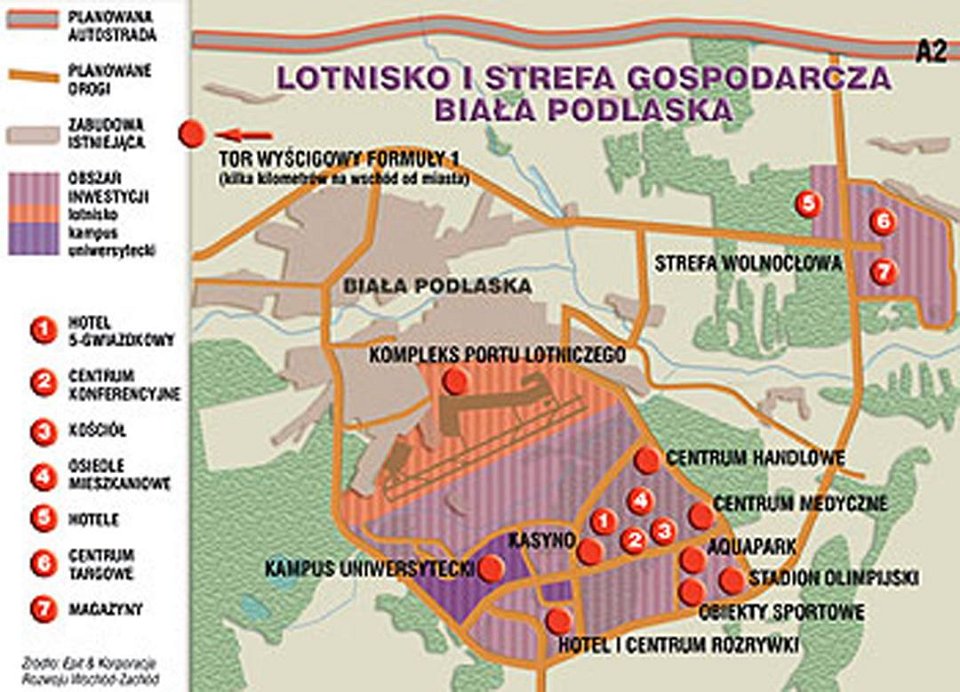 PLANOWANA
AUTOSTRADA
PLANOWANE
DROGI
ZABUDOWA
ISTNIEJĄCA
OBSZAR
INWESTYCJI
lotnisko
kampus
uniwersytecki
1 HOTEL
5-GWIAZDKOWY
2 CENTRUM
KONFERENCYJNE
3 KOŚCIÓŁ
4 OSIEDLE
MIESZKANIOWE
5 HOTELE
6 CENTRUM
TARGOWE
7 MAGAZYNY
Źródło: Epit & Korporacja
Rozwoju Wschód-Zachód
A2
LOTNISKO I STREFA GOSPODARCZA
BIAŁA PODLASKA
TOR WYŚCIGOWY FORMUŁY 1
(kilka kilometrów na wschód od miasta)
5
6
STREFA WOLNOCŁOWA
7
BIAŁA PODLASKA
KOMPLEKS PORTU LOTNICZEGO
CENTRUM HANDLOWE
4
CENTRUM MEDYCZNE
1
3
2
KASYNO
AQUAPARK
KAMPUS UNIWERSYTECKI
STADION OLIMPIJSKI
OBIEKTY SPORTOWE
HOTEL I CENTRUM ROZRYWKI